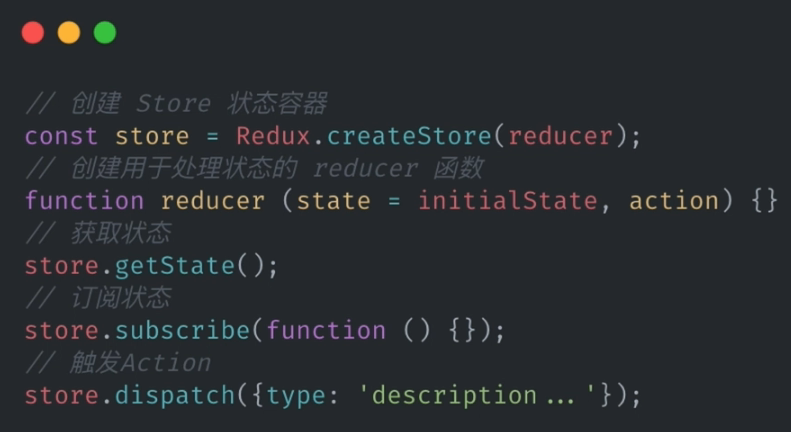 // 创建 Store 状态容器
const store = Redux.createStore(reducer);
// 创建用于处理状态的 reducer 函数
function reducer (state = initialState, action) {}
// 获取状态
store.getState();
// 订阅状态
store.subscribe(function () {});
// 触发Action
store.dispatch({type: 'description...'});